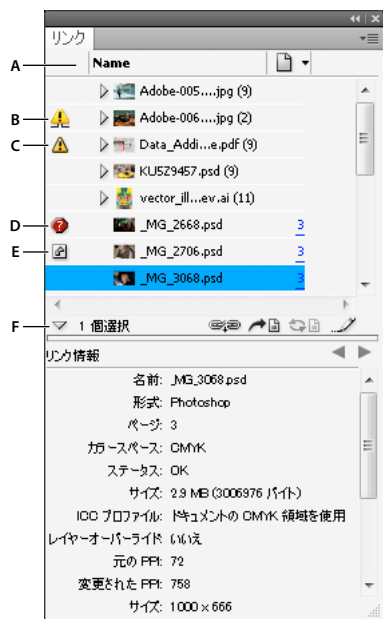 リンク
A
Name
Adobe-005....jpg (9)
B
Adobe-006....jpg (2)
C
Data_Addi...e.pdf (9)
KU5Z9457.psd (9)
vector_ill...ev.ai (11)
D
_MG_2668.psd 3
E
_MG_2706.psd 3
_MG_3068.psd 3
F
1 個選択
リンク情報
名前: _MG_3068.psd
形式: Photoshop
ページ: 3
カラースペース: CMYK
ステータス: OK
サイズ: 2.9 MB (3006976 バイト)
ICC プロファイル: ドキュメントの CMYK 領域を使用
レイヤーオーバーライド: いいえ
元の PPI: 72
変更された PPI: 758
サイズ: 1000 × 666